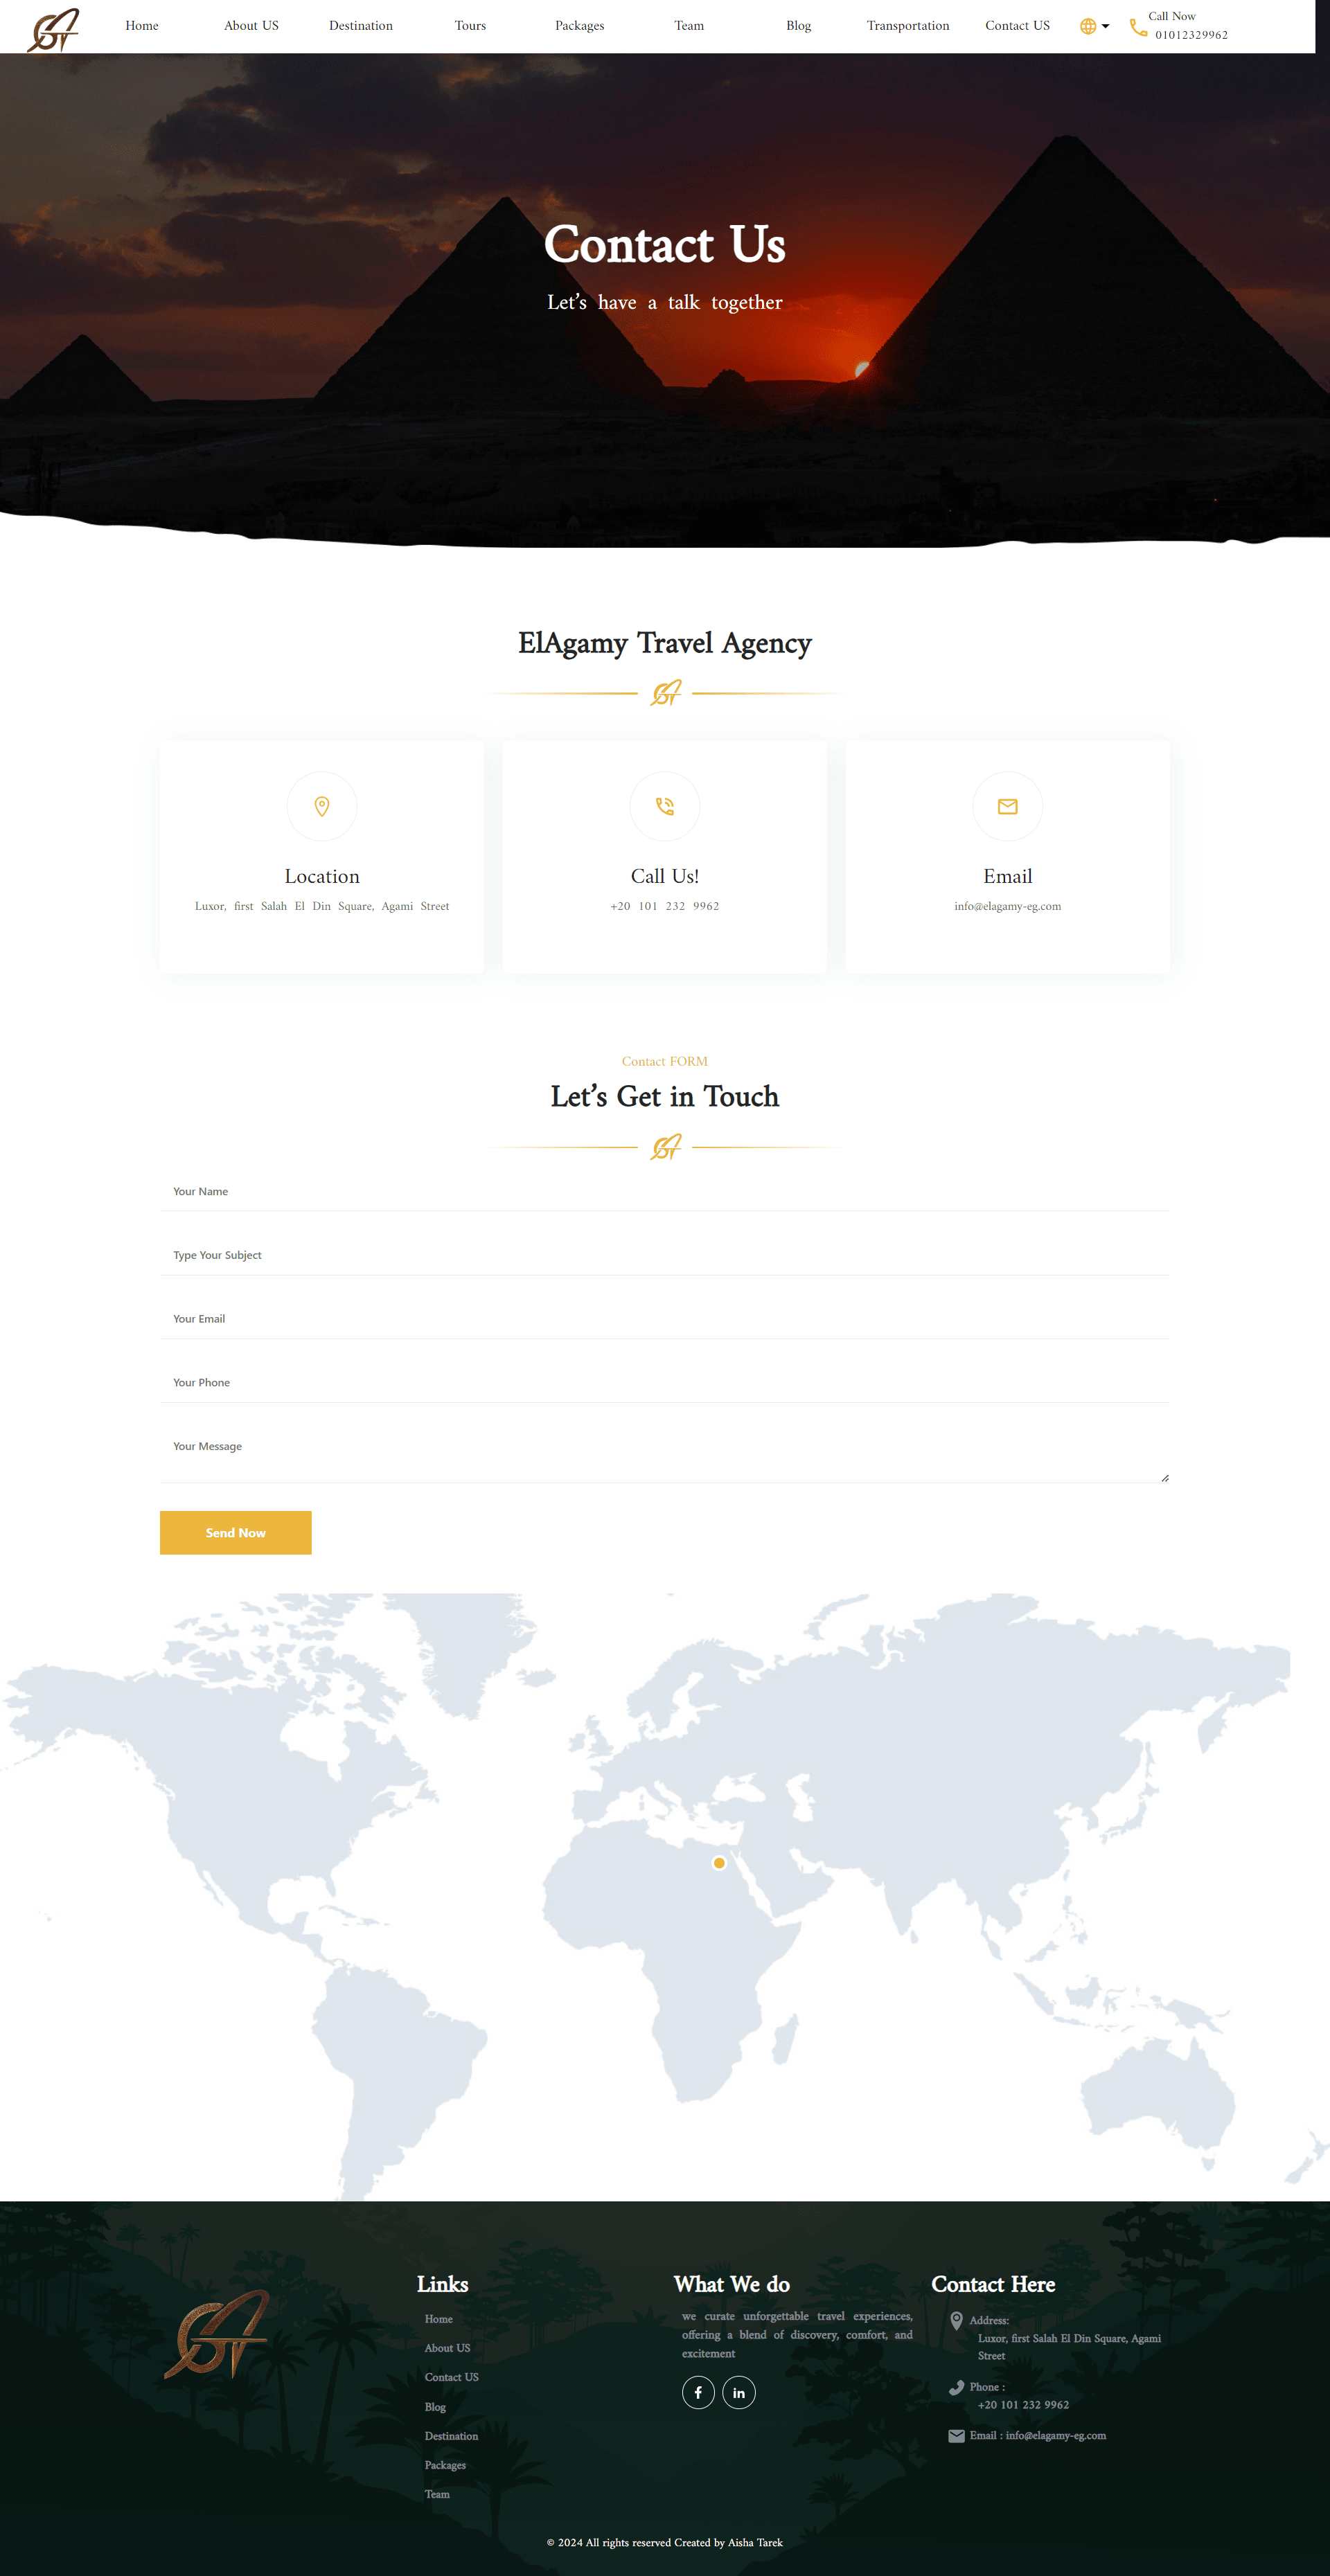 Home
About US
Destination
Tours
Packages
Team
Blog
Transportation
Contact US
Call Now
01012329962
Contact Us
Let’s have a talk together
ElAgamy Travel Agency
Location
Luxor, first Salah El Din Square, Agami Street
Call Us!
+20 101 232 9962
Email
info@elagamy-eg.com
Contact FORM
Let’s Get in Touch
Your Name
Type Your Subject
Your Email
Your Phone
Your Message
Send Now
Links
Home
About US
Contact US
Blog
Destination
Packages
Team
What We do
we curate unforgettable travel experiences,
offering a blend of discovery, comfort, and
excitement
Contact Here
Address:
Luxor, first Salah El Din Square, Agami
Street
Phone :
+20 101 232 9962
Email : info@elagamy-eg.com
© 2024 All rights reserved Created by Aisha Tarek